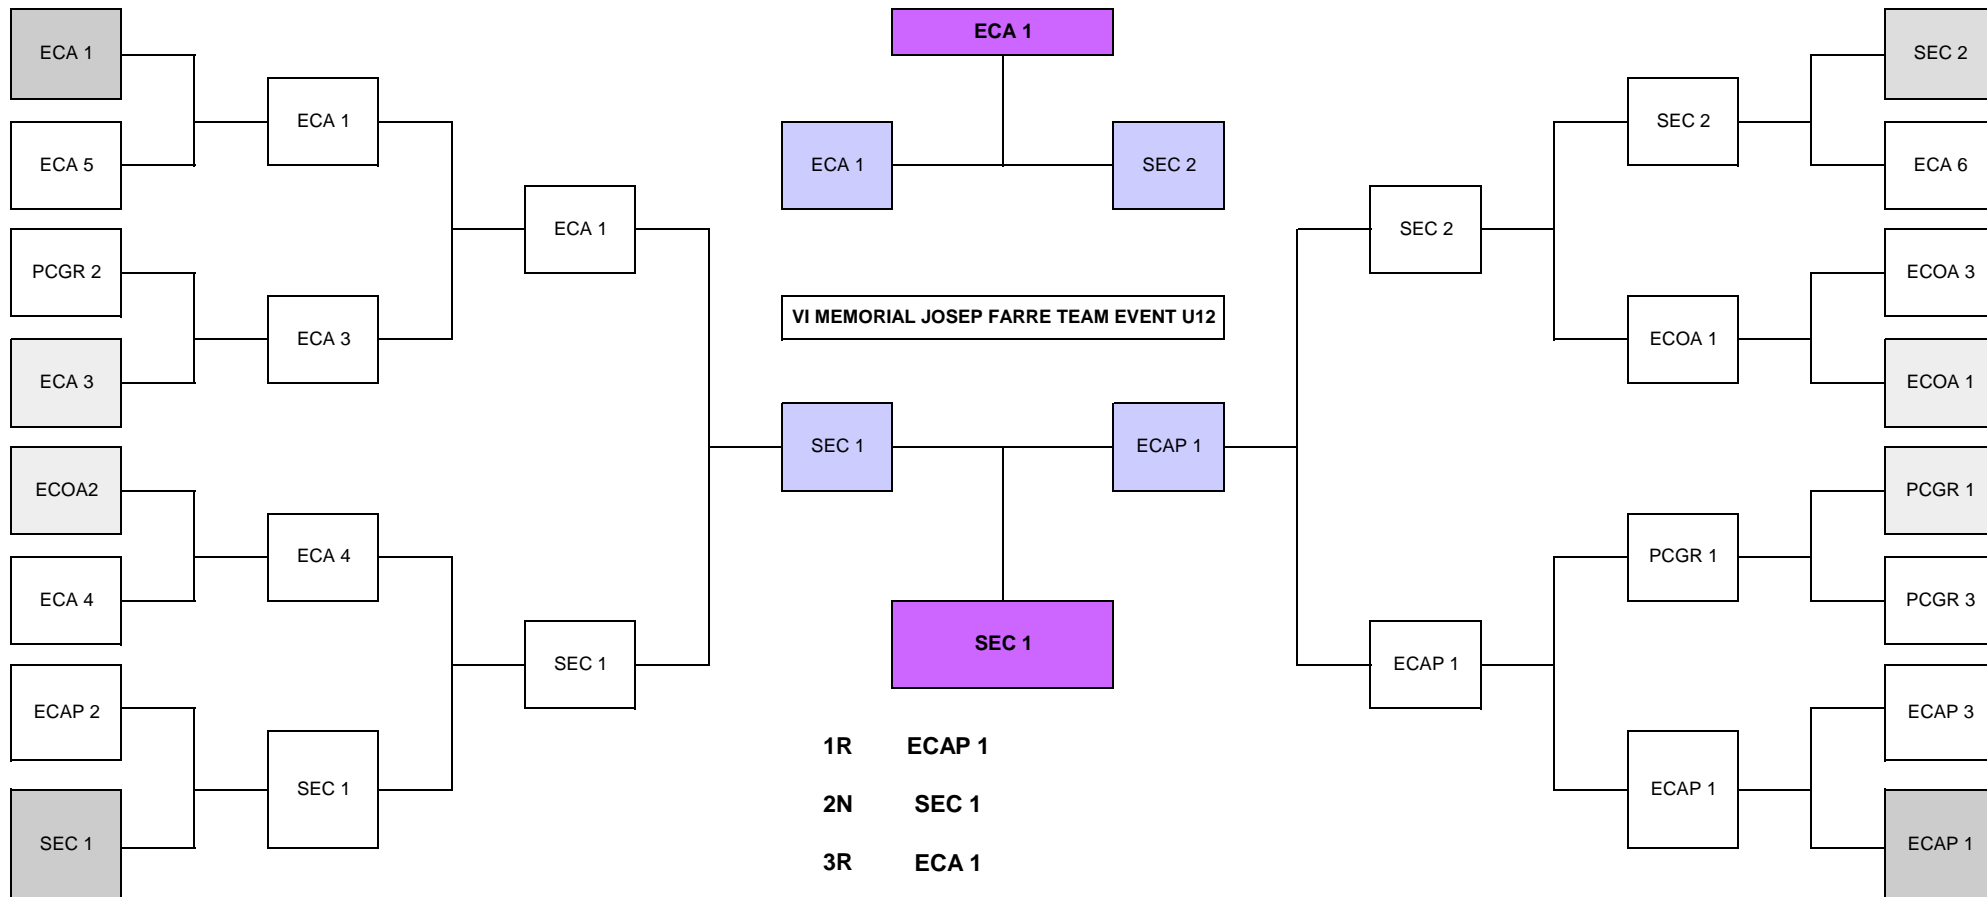 ECA 1
ECA 5
PCGR 2
ECA 3
ECOA2
ECA 4
ECAP 2
SEC 1
ECA 1
ECA 3
ECA 4
SEC 1
ECA 1
SEC 1
ECA 1
ECA 1
SEC 2
VI MEMORIAL JOSEP FARRE TEAM EVENT U12
SEC 1
ECAP 1
SEC 1
1R ECAP 1
2N SEC 1
3R ECA 1
SEC 2
ECAP 1
SEC 2
ECOA 1
PCGR 1
ECAP 1
SEC 2
ECA 6
ECOA 3
ECOA 1
PCGR 1
PCGR 3
ECAP 3
ECAP 1